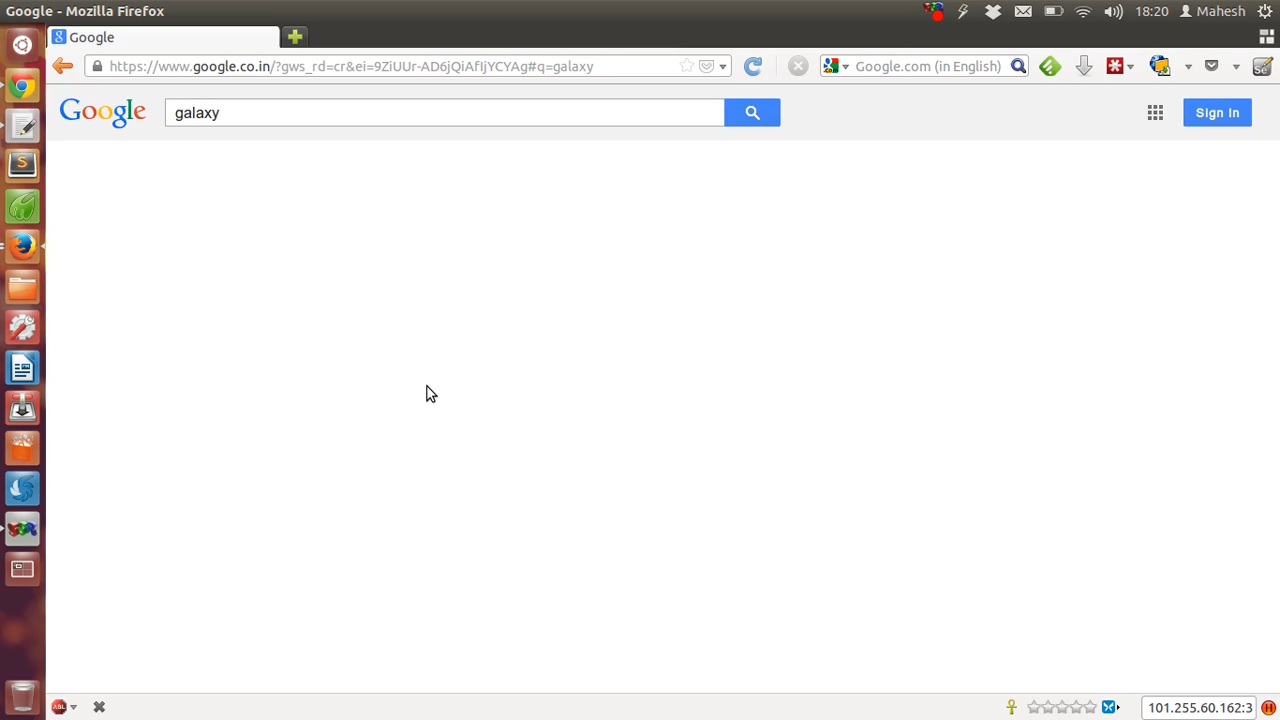 Google - Mozilla Firefox
18:20
Mahesh
Google
https://www.google.co.in/?gws_rd=cr&ei=9ZiUUr-AD6jQiAfIjYCYAg#q=galaxy
Google.com (in English)
Google
galaxy
Sign in
101.255.60.162:3